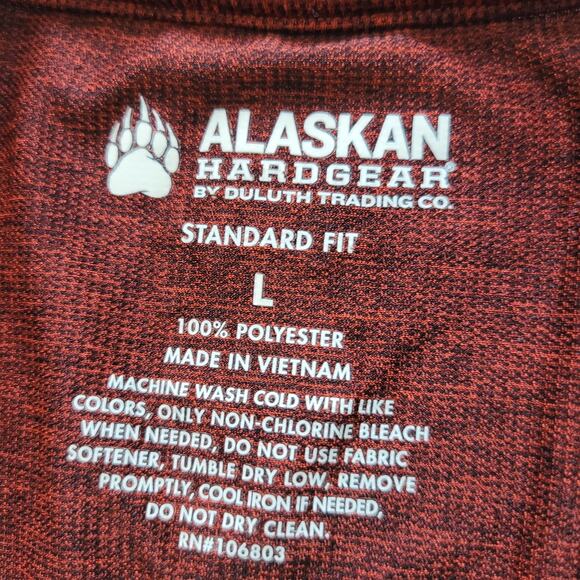 ALASKAN
HARDGEAR®
BY DULUTH TRADING CO.
STANDARD FIT
L
100% POLYESTER
MADE IN VIETNAM
MACHINE WASH COLD WITH LIKE
COLORS, ONLY NON-CHLORINE BLEACH
WHEN NEEDED, DO NOT USE FABRIC
SOFTENER, TUMBLE DRY LOW, REMOVE
PROMPTLY, COOL IRON IF NEEDED.
DO NOT DRY CLEAN.
RN#106803